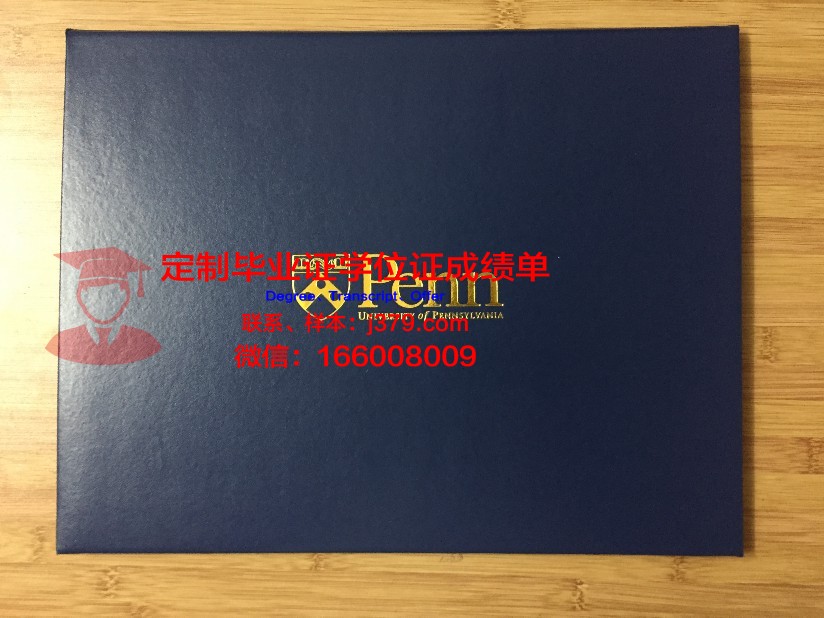 定制毕业证学位证成绩单
Penn
Degree、Transcript、Offer
UNIVERSITY of PENNSYLVANIA
联系、样本：j379.com
微信：166008009